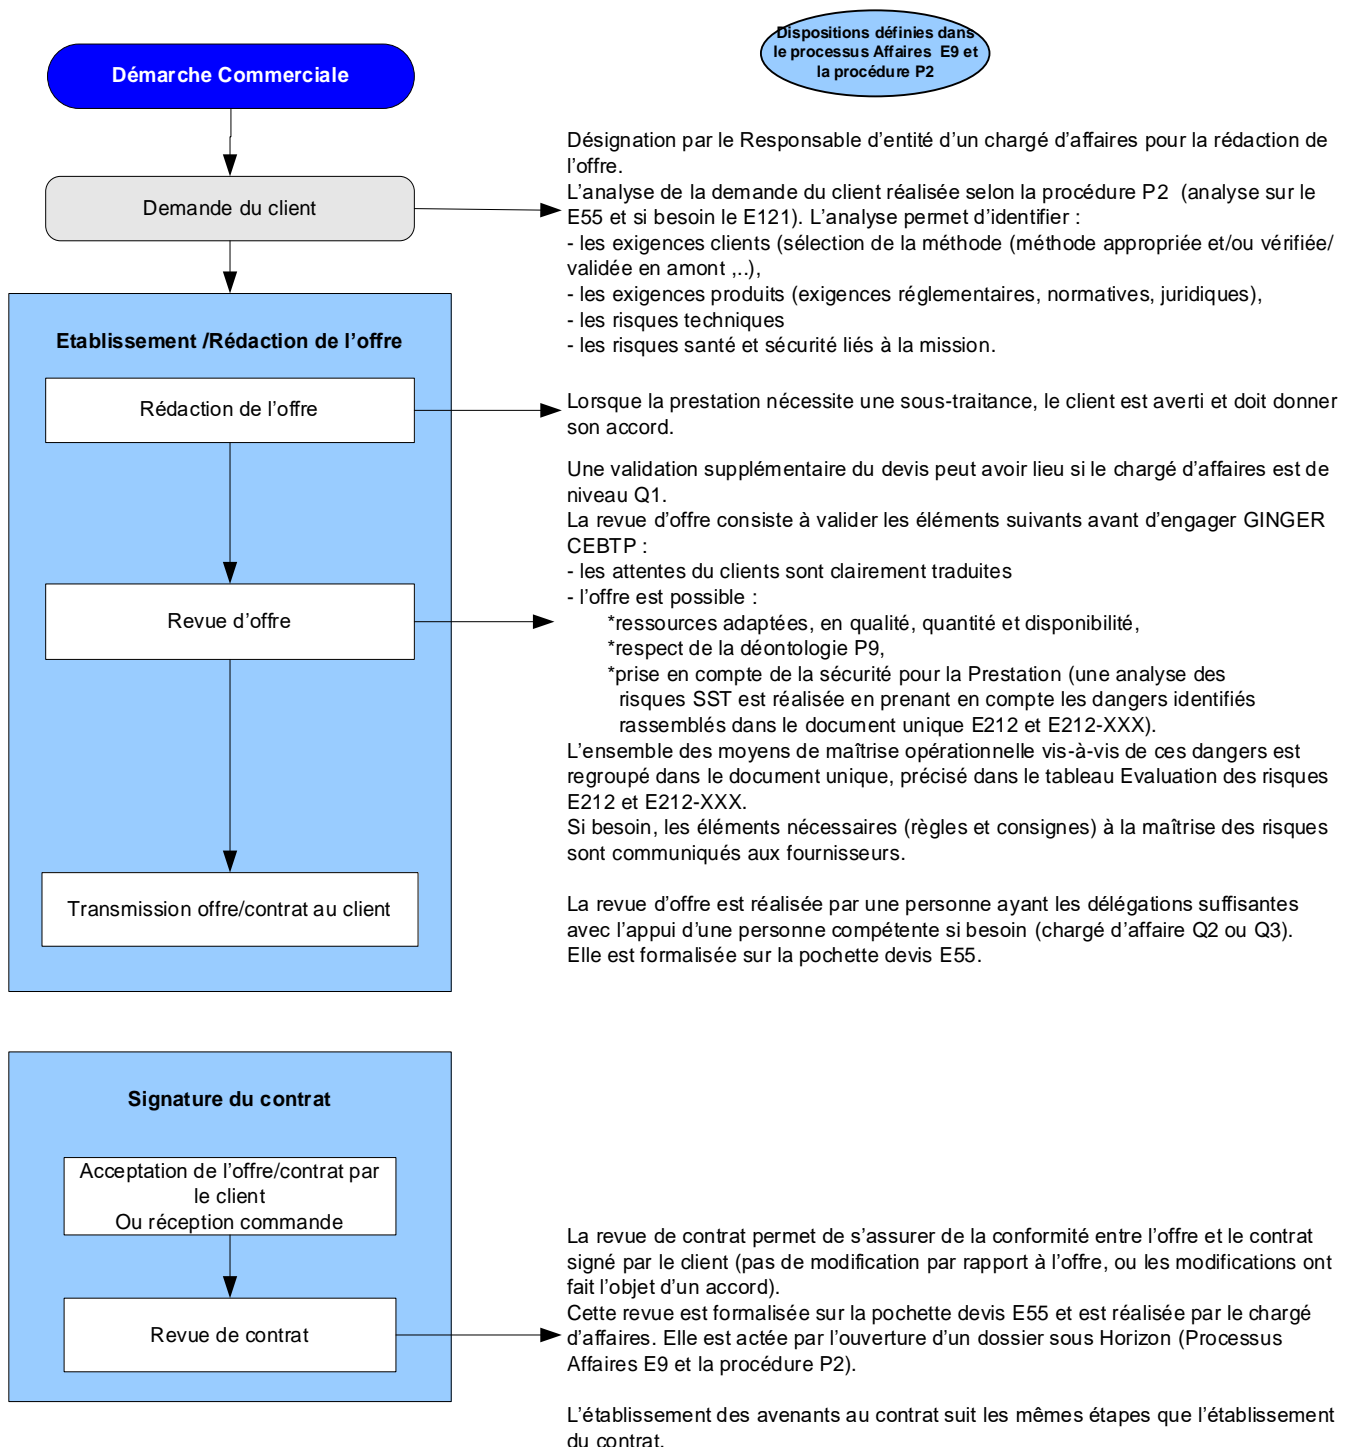 Dispositions définies dans
le processus Affaires E9 et
la procédure P2
Démarche Commerciale
Demande du client
Désignation par le Responsable d'entité d'un chargé d'affaires pour la rédaction de
l'offre.
L'analyse de la demande du client réalisée selon la procédure P2 (analyse sur le
E55 et si besoin le E121). L'analyse permet d'identifier :
- les exigences clients (sélection de la méthode (méthode appropriée et/ou vérifiée/
validée en amont ,..),
- les exigences produits (exigences réglementaires, normatives, juridiques),
- les risques techniques
- les risques santé et sécurité liés à la mission.
Etablissement /Rédaction de l'offre
Rédaction de l'offre
Lorsque la prestation nécessite une sous-traitance, le client est averti et doit donner
son accord.
Revue d'offre
Une validation supplémentaire du devis peut avoir lieu si le chargé d'affaires est de
niveau Q1.
La revue d'offre consiste à valider les éléments suivants avant d'engager GINGER
CEBTP :
- les attentes du clients sont clairement traduites
- l'offre est possible :
*ressources adaptées, en qualité, quantité et disponibilité,
*respect de la déontologie P9,
*prise en compte de la sécurité pour la Prestation (une analyse des
risques SST est réalisée en prenant en compte les dangers identifiés
rassemblés dans le document unique E212 et E212-XXX).
L'ensemble des moyens de maîtrise opérationnelle vis-à-vis de ces dangers est
regroupé dans le document unique, précisé dans le tableau Evaluation des risques
E212 et E212-XXX.
Si besoin, les éléments nécessaires (règles et consignes) à la maîtrise des risques
sont communiqués aux fournisseurs.
La revue d'offre est réalisée par une personne ayant les délégations suffisantes
avec l'appui d'une personne compétente si besoin (chargé d'affaire Q2 ou Q3).
Elle est formalisée sur la pochette devis E55.
Transmission offre/contrat au client
Signature du contrat
Acceptation de l'offre/contrat par
le client
Ou réception commande
Revue de contrat
La revue de contrat permet de s'assurer de la conformité entre l'offre et le contrat
signé par le client (pas de modification par rapport à l'offre, ou les modifications ont
fait l'objet d'un accord).
Cette revue est formalisée sur la pochette devis E55 et est réalisée par le chargé
d'affaires. Elle est actée par l'ouverture d'un dossier sous Horizon (Processus
Affaires E9 et la procédure P2).
L'établissement des avenants au contrat suit les mêmes étapes que l'établissement
du contrat.